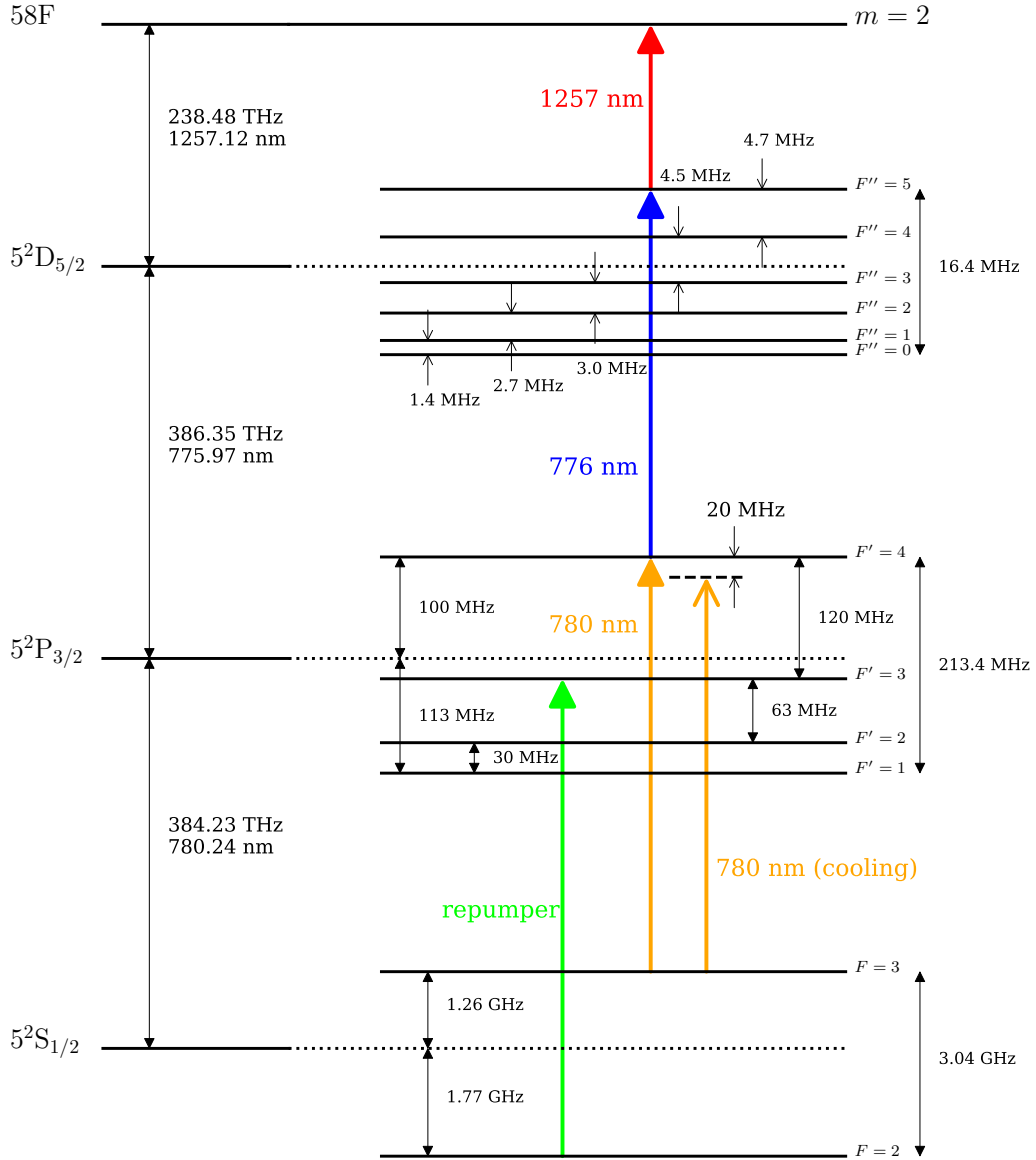 58F
m = 2
238.48 THz
1257.12 nm
1257 nm
4.7 MHz
4.5 MHz
F'' = 5
F'' = 4
5²D₅/₂
16.4 MHz
F'' = 3
F'' = 2
F'' = 1
F'' = 0
3.0 MHz
2.7 MHz
1.4 MHz
386.35 THz
775.97 nm
776 nm
20 MHz
F' = 4
100 MHz
780 nm
120 MHz
5²P₃/₂
213.4 MHz
F' = 3
113 MHz
63 MHz
F' = 2
30 MHz
F' = 1
384.23 THz
780.24 nm
780 nm (cooling)
repumper
F = 3
1.26 GHz
5²S₁/₂
3.04 GHz
1.77 GHz
F = 2